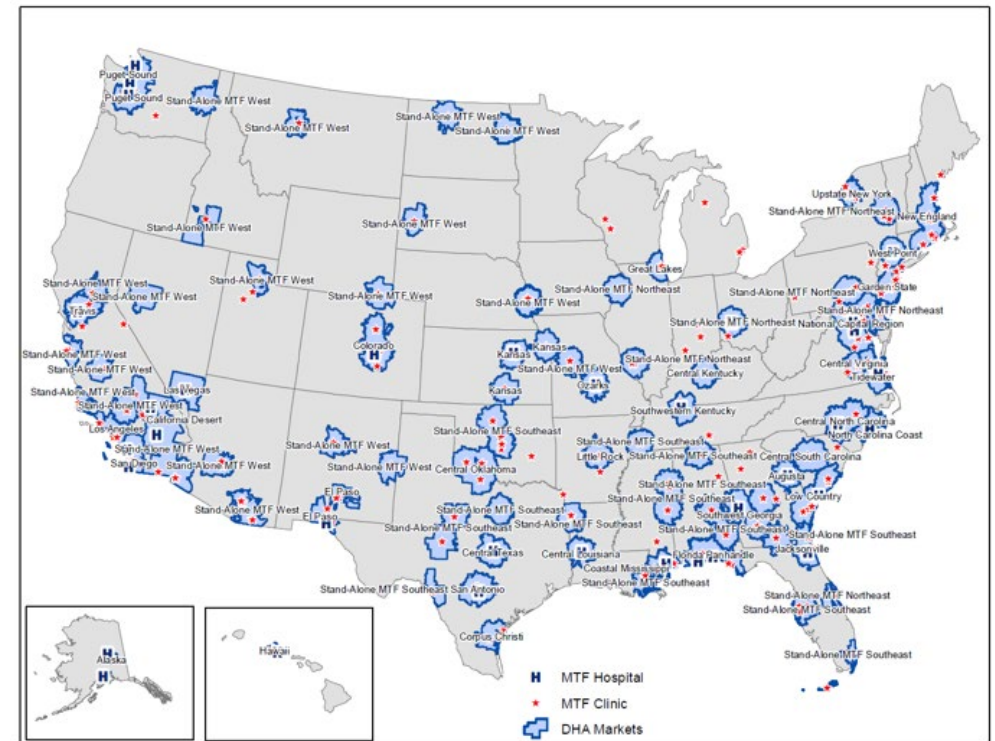 Puget Sound
Puget Sound
Stand-Alone MTF West
Stand-Alone MTF West
Stand-Alone MTF West
Stand-Alone MTF West
Stand-Alone MTF West
Stand-Alone MTF West
Upstate New York
Stand-Alone MTF Northeast
New England
West Point
Great Lakes
Stand-Alone MTF West
Stand-Alone MTF West
Stand-Alone MTF West
Travis
Stand-Alone MTF West
Stand-Alone MTF West
Stand-Alone MTF Northeast
Stand-Alone MTF Northeast
Garden State
Stand-Alone MTF Northeast
Stand-Alone MTF Northeast
National Capital Region
Colorado
Kansas
Kansas
Stand-Alone MTF West
Stand-Alone MTF Northeast
Central Kentucky
Central Virginia
Tidewater
Stand-Alone MTF West
Stand-Alone MTF West
Ozarks
Kansas
Las Vegas
Stand-Alone MTF West
Stand-Alone MTF West
Southwestern Kentucky
California Desert
Los Angeles
Central North Carolina
North Carolina Coast
Stand-Alone MTF Southeast
Stand-Alone MTF West
Stand-Alone MTF West
Stand-Alone MTF Southeast
Little Rock
Stand-Alone MTF Southeast
Central South Carolina
San Diego
Stand-Alone MTF West
Stand-Alone MTF West
Central Oklahoma
Augusta
Stand-Alone MTF Southeast
El Paso
Stand-Alone MTF Southeast
Low Country
Stand-Alone MTF West
El Paso
Stand-Alone MTF Southeast
Stand-Alone MTF Southeast
Southwest Georgia
Stand-Alone MTF Southeast
Stand-Alone MTF Southeast
Stand-Alone MTF Southeast
Central Texas
Central Louisiana
Florida Panhandle
Jacksonville
Coastal Mississippi
Stand-Alone MTF Southeast
Stand-Alone MTF Southeast
San Antonio
Stand-Alone MTF Northeast
Stand-Alone MTF Southeast
Corpus Christi
Stand-Alone MTF Southeast
Alaska
Hawaii
H MTF Hospital
MTF Clinic
DHA Markets